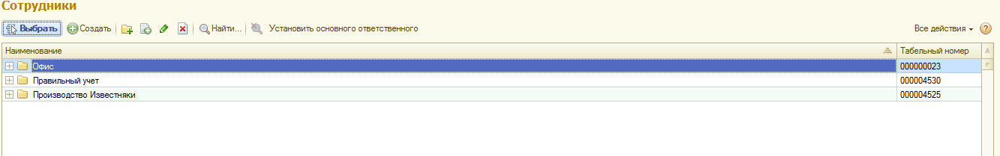 Сотрудники
Выбрать Создать Найти... Установить основного ответственного Все действия ?
Наименование Табельный номер
Офис 000000023
Правильный учет 000004530
Производство Известняки 000004525